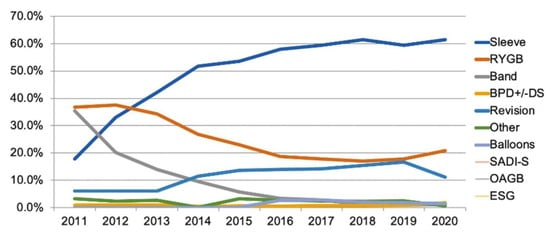 70.0%
60.0%
50.0%
40.0%
30.0%
20.0%
10.0%
0.0%
2011 2012 2013 2014 2015 2016 2017 2018 2019 2020
Sleeve
RYGB
Band
BPD+/-DS
Revision
Other
Balloons
SADI-S
OAGB
ESG